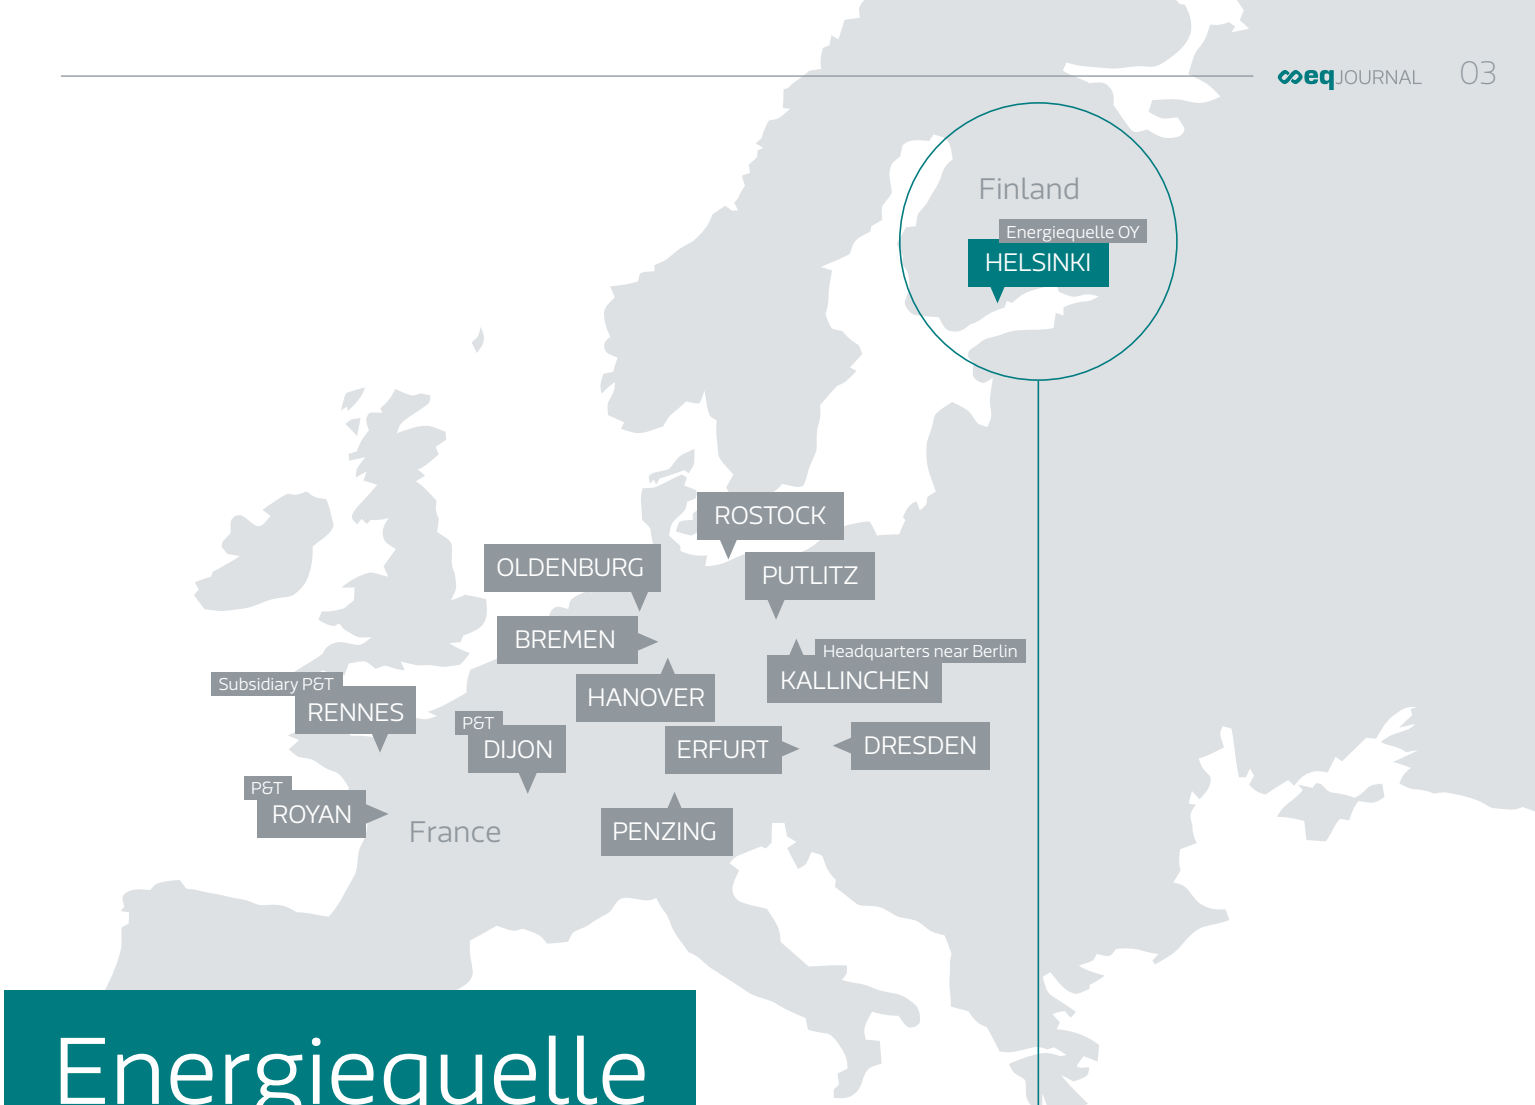 eqJOURNAL 03
Finland
Energiequelle OY
HELSINKI
ROSTOCK
OLDENBURG
PUTLITZ
BREMEN
Headquarters near Berlin
KALLINCHEN
HANOVER
Subsidiary P&T
RENNES
P&T
DIJON
ERFURT
DRESDEN
P&T
ROYAN
France
PENZING
Energiequelle